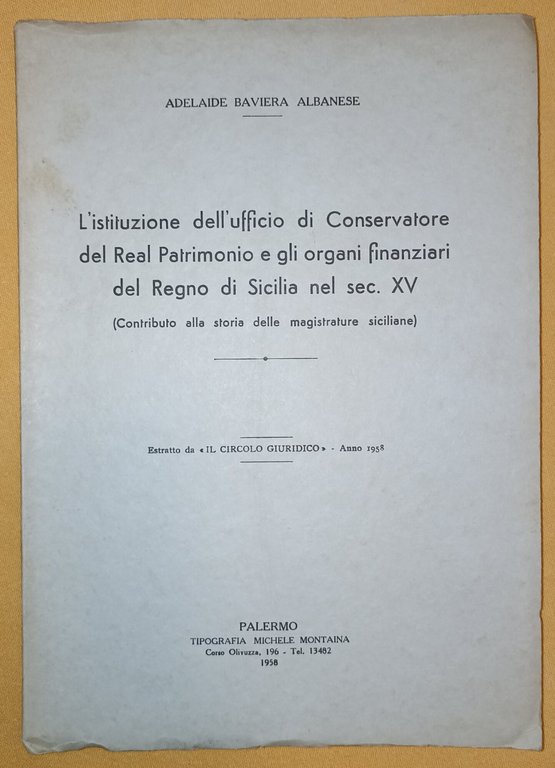 ADELAIDE BAVIERA ALBANESE
L'istituzione dell'ufficio di Conservatore
del Real Patrimonio e gli organi finanziari
del Regno di Sicilia nel sec. XV
(Contributo alla storia delle magistrature siciliane)
Estratto da « IL CIRCOLO GIURIDICO » - Anno 1958
PALERMO
TIPOGRAFIA MICHELE MONTAINA
Corso Olivuzza, 196 - Tel. 13482
1958